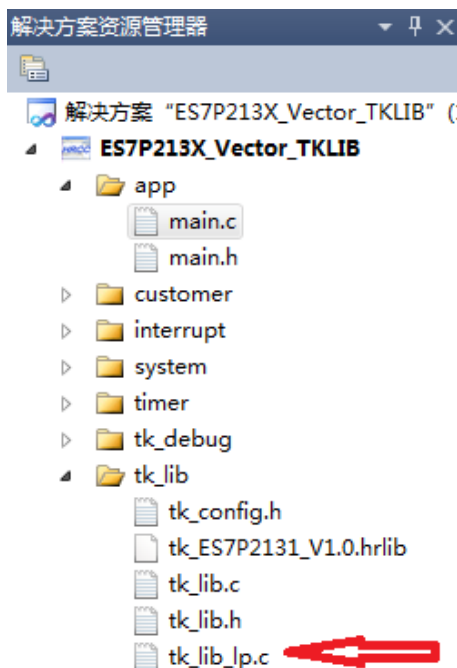 解决方案资源管理器
解决方案 "ES7P213X_Vector_TKLIB" (
ES7P213X_Vector_TKLIB
app
main.c
main.h
customer
interrupt
system
timer
tk_debug
tk_lib
tk_config.h
tk_ES7P2131_V1.0.hrlib
tk_lib.c
tk_lib.h
tk_lib_lp.c